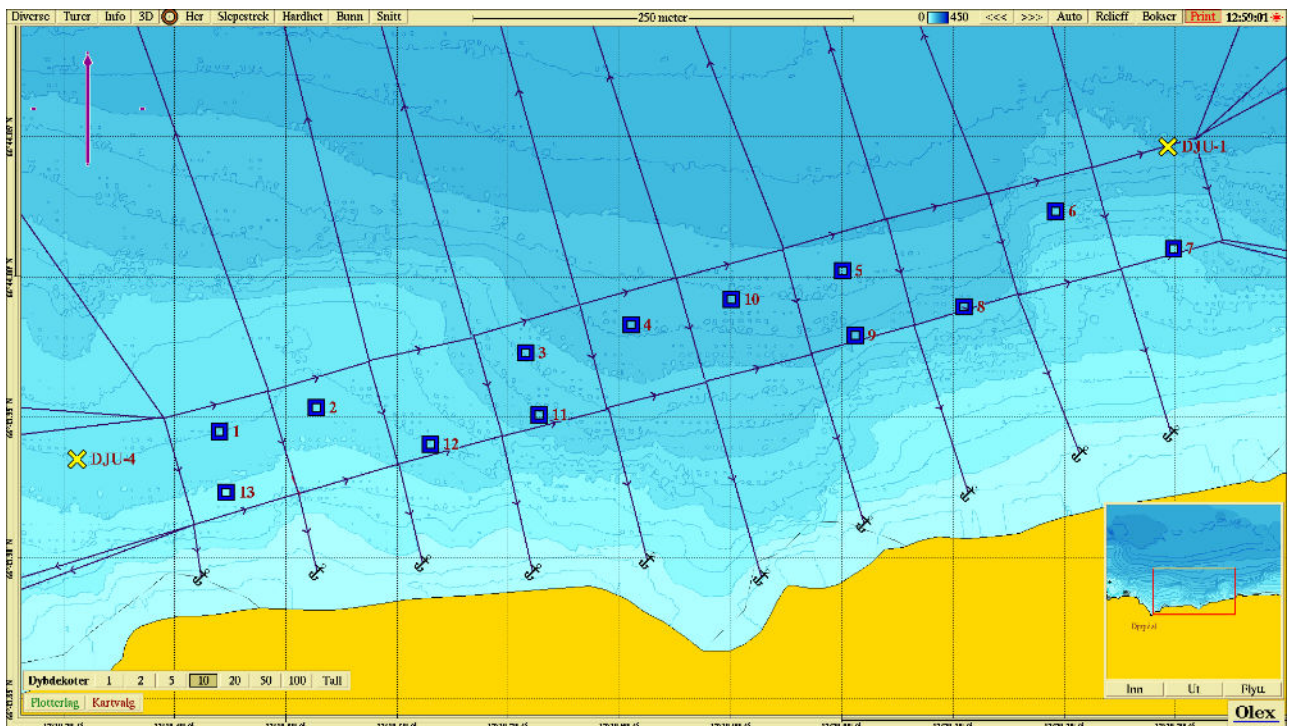 Diverse Turer Info 3D Her Slepestrek Hardhet Bunn Snitt 250 meter 0 450 <<< >>> Auto Relieff Bokser Print 12:59:01
DJU-1
6
7
5
10
8
4
9
3
2
11
1
12
DJU-4
13
Dybdekoter 1 2 5 10 20 50 100 Tall
Plotterlag Kartvalg
Inn Ut Flytt
Olex